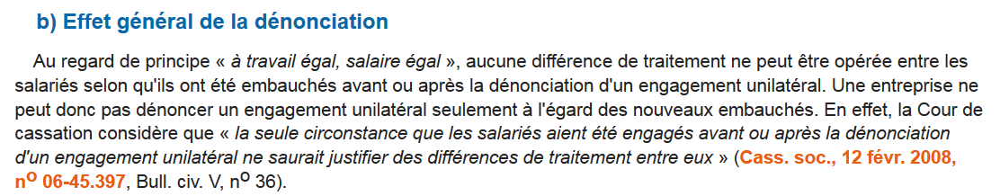 b) Effet général de la dénonciation
Au regard de principe « à travail égal, salaire égal », aucune différence de traitement ne peut être opérée entre les
salariés selon qu'ils ont été embauchés avant ou après la dénonciation d'un engagement unilatéral. Une entreprise ne
peut donc pas dénoncer un engagement unilatéral seulement à l'égard des nouveaux embauchés. En effet, la Cour de
cassation considère que « la seule circonstance que les salariés aient été engagés avant ou après la dénonciation
d'un engagement unilatéral ne saurait justifier des différences de traitement entre eux » (Cass. soc., 12 févr. 2008,
nº 06-45.397, Bull. civ. V, nº 36).